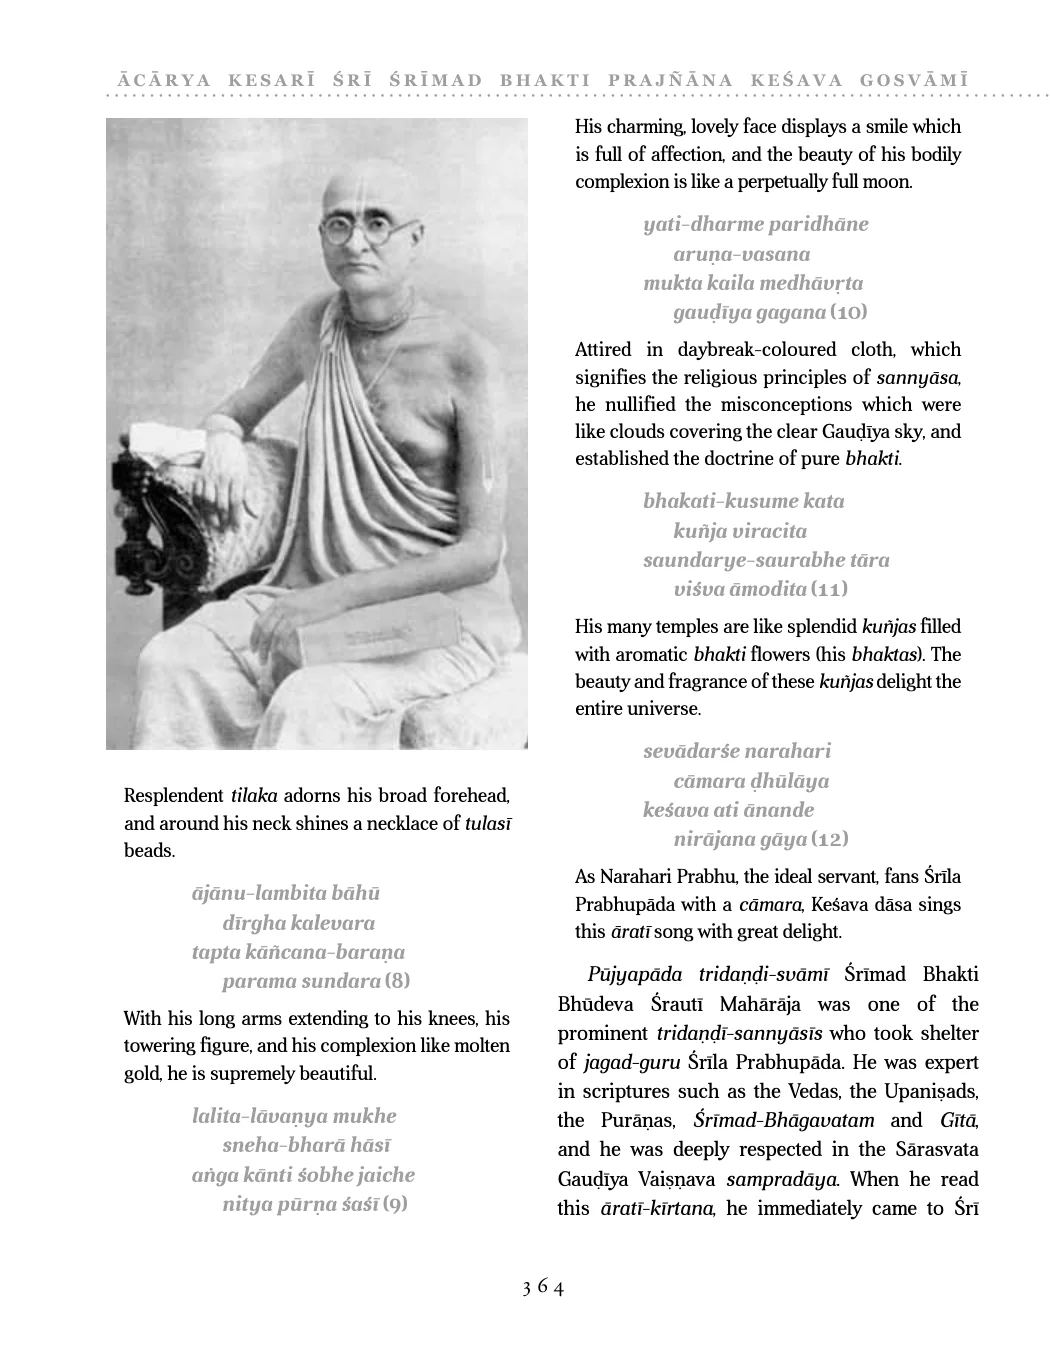 ĀCĀRYA KESARĪ ŚRĪ ŚRĪMAD BHAKTI PRAJÑĀNA KEŚAVA GOSVĀMĪ
Resplendent tilaka adorns his broad forehead,
and around his neck shines a necklace of tulasī
beads.
ājānu-lambita bāhū
dīrgha kalevara
tapta kāñcana-baraṇa
parama sundara (8)
With his long arms extending to his knees, his
towering figure, and his complexion like molten
gold, he is supremely beautiful.
lalita-lāvaṇya mukhe
sneha-bharā hāsī
aṅga kānti śobhe jaiche
nitya pūrṇa śaśī (9)
His charming, lovely face displays a smile which
is full of affection, and the beauty of his bodily
complexion is like a perpetually full moon.
yati-dharme paridhāne
aruṇa-vasana
mukta kaila medhāvṛta
gauḍīya gagana (10)
Attired in daybreak-coloured cloth, which
signifies the religious principles of sannyāsa,
he nullified the misconceptions which were
like clouds covering the clear Gauḍīya sky, and
established the doctrine of pure bhakti.
bhakati-kusume kata
kuñja viracita
saundarye-saurabhe tāra
viśva āmodita (11)
His many temples are like splendid kuñjas filled
with aromatic bhakti flowers (his bhaktas). The
beauty and fragrance of these kuñjas delight the
entire universe.
sevādarśe narahari
cāmara ḍhūlāya
keśava ati ānande
nirājana gāya (12)
As Narahari Prabhu, the ideal servant, fans Śrīla
Prabhupāda with a cāmara, Keśava dāsa sings
this āratī song with great delight.
Pūjyapāda tridaṇḍi-svāmī Śrīmad Bhakti
Bhūdeva Śrautī Mahārāja was one of the
prominent tridaṇḍī-sannyāsīs who took shelter
of jagad-guru Śrīla Prabhupāda. He was expert
in scriptures such as the Vedas, the Upaniṣads,
the Purāṇas, Śrīmad-Bhāgavatam and Gītā,
and he was deeply respected in the Sārasvata
Gauḍīya Vaiṣṇava sampradāya. When he read
this āratī-kīrtana, he immediately came to Śrī
364